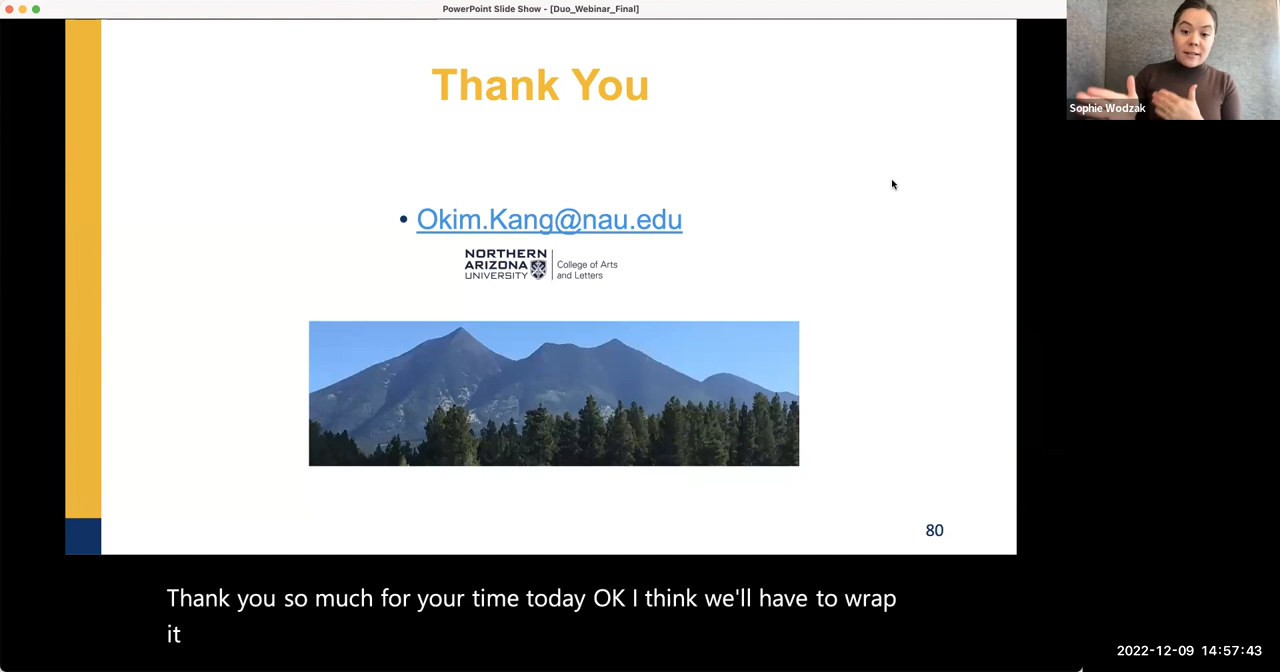 PowerPoint Slide Show - [Duo_Webinar_Final]
Sophie Wodzak
Thank You
• Okim.Kang@nau.edu
NORTHERN
ARIZONA
UNIVERSITY
College of Arts
and Letters
80
Thank you so much for your time today OK I think we'll have to wrap
it
2022-12-09 14:57:43